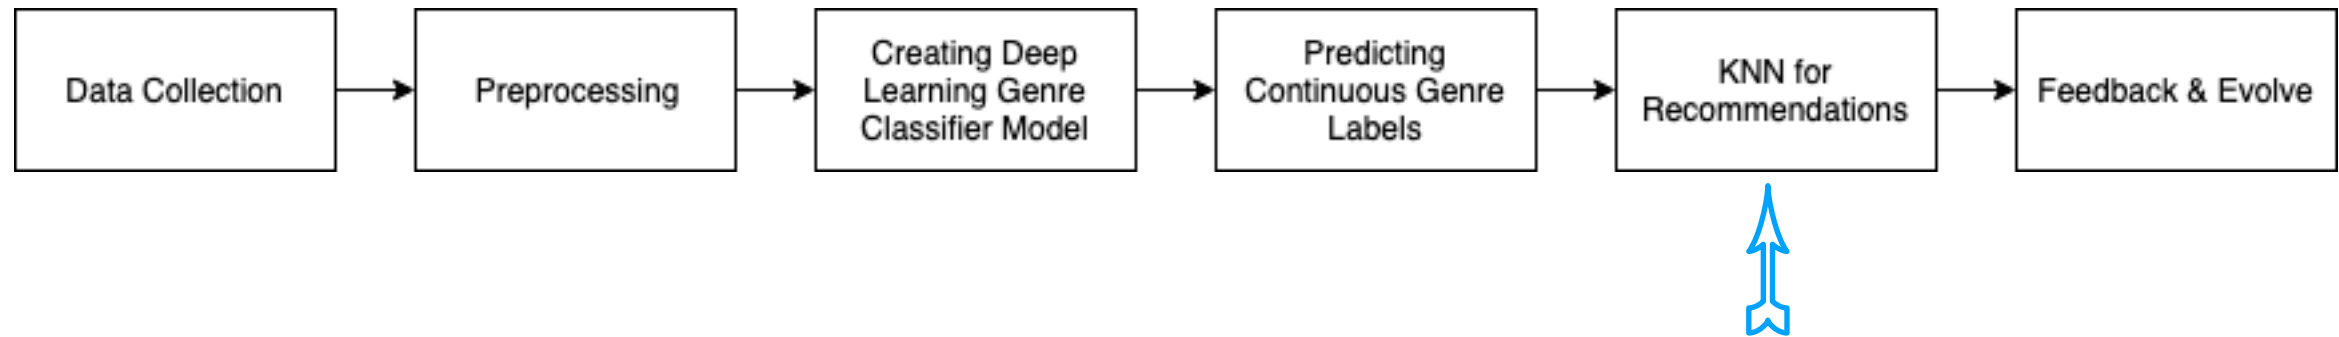 Data Collection
Preprocessing
Creating Deep
Learning Genre
Classifier Model
Predicting
Continuous Genre
Labels
KNN for
Recommendations
Feedback & Evolve